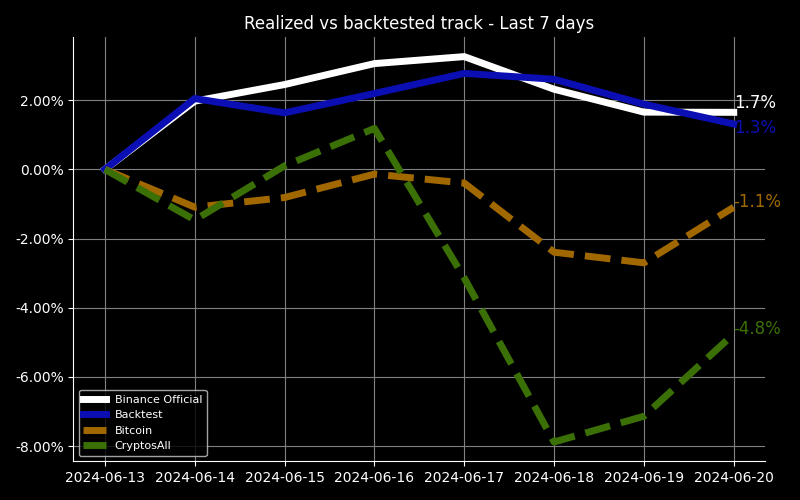 Realized vs backtested track - Last 7 days
2.00%
0.00%
-2.00%
-4.00%
-6.00%
-8.00%
1.7%
1.3%
-1.1%
-4.8%
Binance Official
Backtest
Bitcoin
CryptosAll
2024-06-13 2024-06-14 2024-06-15 2024-06-16 2024-06-17 2024-06-18 2024-06-19 2024-06-20